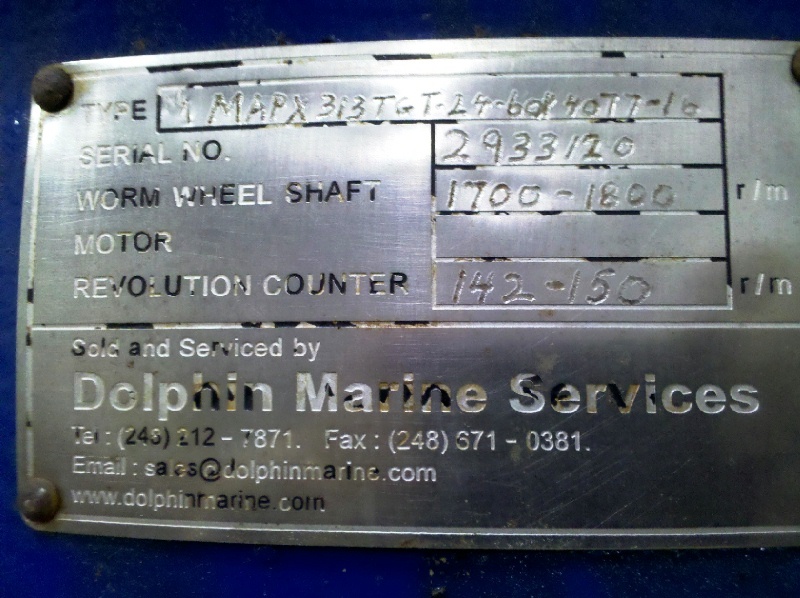 TYPE M MAPX 313TGT-24-60/40TT-16
SERIAL NO. 2933120
WORM WHEEL SHAFT 1700-1800 r/m
MOTOR
REVOLUTION COUNTER 142-150 r/m
Sold and Serviced by
Dolphin Marine Services
Tel : (248) 212 - 7871. Fax : (248) 671 - 0381.
Email : sales@dolphinmarine.com
www.dolphinmarine.com